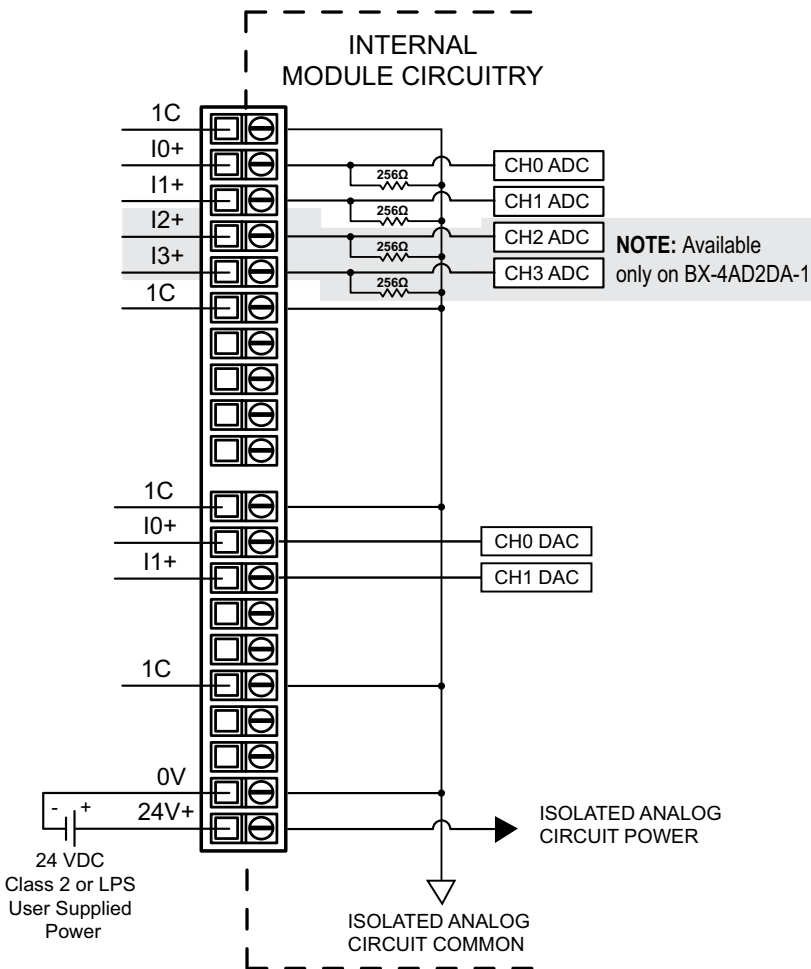 INTERNAL
MODULE CIRCUITRY
1C
I0+
256Ω
CH0 ADC
I1+
256Ω
CH1 ADC
I2+
256Ω
CH2 ADC
I3+
256Ω
CH3 ADC
NOTE: Available
only on BX-4AD2DA-1
1C
1C
I0+
CH0 DAC
I1+
CH1 DAC
1C
0V
- +
24V+
ISOLATED ANALOG
CIRCUIT POWER
24 VDC
Class 2 or LPS
User Supplied
Power
ISOLATED ANALOG
CIRCUIT COMMON